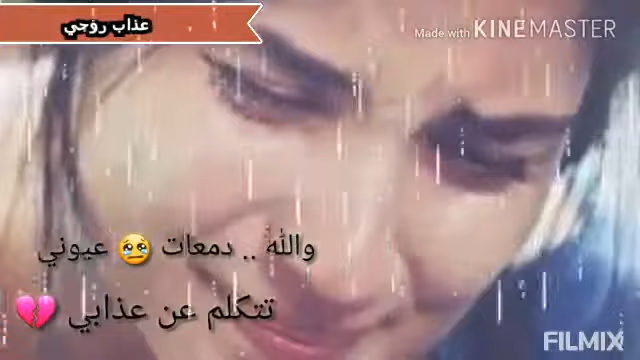 عذاب روحي
Made with KINEMASTER
والله .. دمعات 😢 عيوني
تتكلم عن عذابي 💔
FILMIX